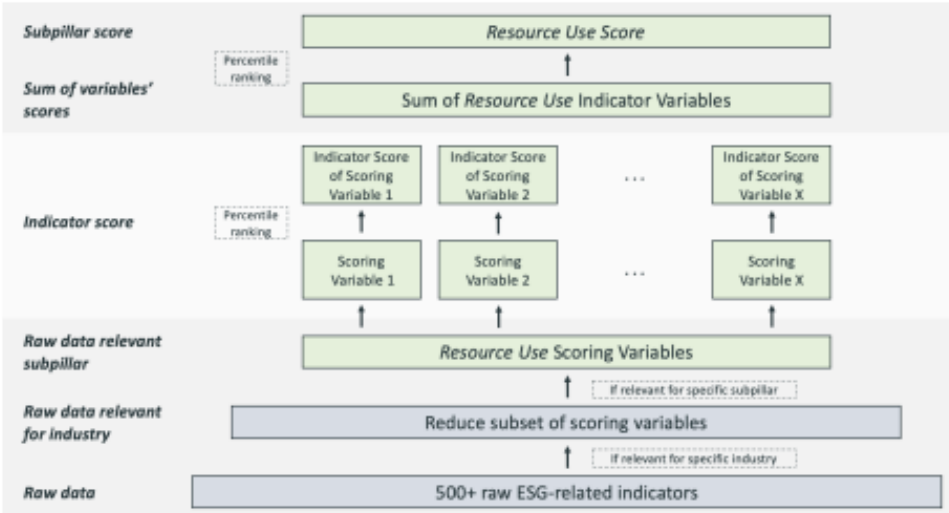 Subpillar score
Resource Use Score
Percentile
ranking
Sum of variables'
scores
Sum of Resource Use Indicator Variables
Indicator Score
of Scoring
Variable 1
Indicator Score
of Scoring
Variable 2
...
Indicator Score
of Scoring
Variable X
Indicator score
Percentile
ranking
Scoring
Variable 1
Scoring
Variable 2
...
Scoring
Variable X
Raw data relevant
subpillar
Resource Use Scoring Variables
If relevant for specific subpillar
Raw data relevant
for industry
Reduce subset of scoring variables
If relevant for specific industry
Raw data
500+ raw ESG-related indicators